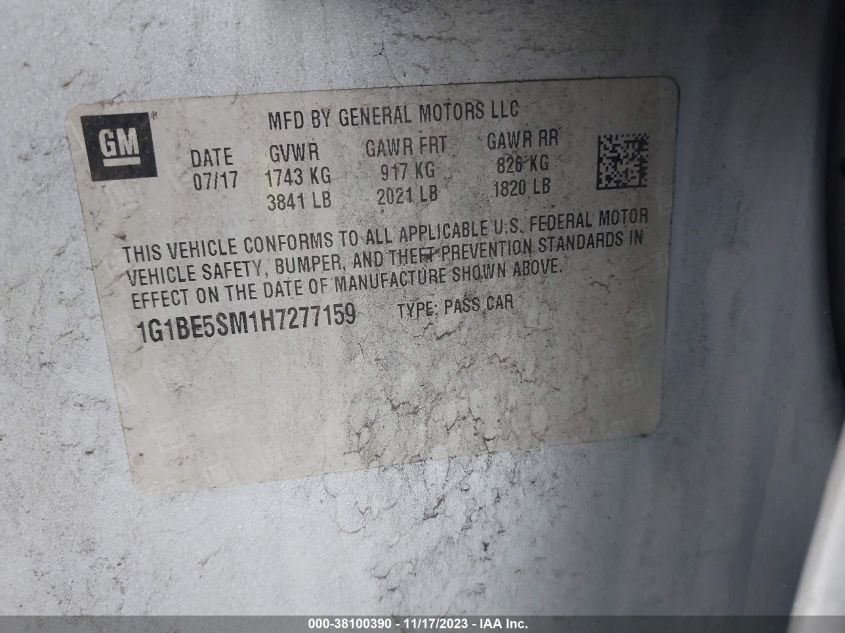 GM ®
MFD BY GENERAL MOTORS LLC
DATE GVWR GAWR FRT GAWR RR
07/17 1743 KG 917 KG 826 KG
3841 LB 2021 LB 1820 LB
THIS VEHICLE CONFORMS TO ALL APPLICABLE U.S. FEDERAL MOTOR
VEHICLE SAFETY, BUMPER, AND THEFT PREVENTION STANDARDS IN
EFFECT ON THE DATE OF MANUFACTURE SHOWN ABOVE.
1G1BE5SM1H7277159 TYPE: PASS CAR
000-38100390 - 11/17/2023 - IAA Inc.